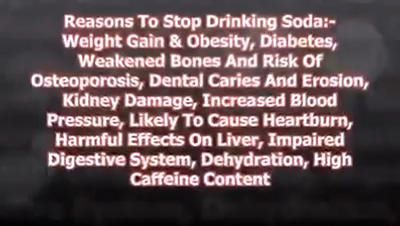 Reasons To Stop Drinking Soda:-
Weight Gain & Obesity, Diabetes,
Weakened Bones And Risk Of
Osteoporosis, Dental Caries And Erosion,
Kidney Damage, Increased Blood
Pressure, Likely To Cause Heartburn,
Harmful Effects On Liver, Impaired
Digestive System, Dehydration, High
Caffeine Content